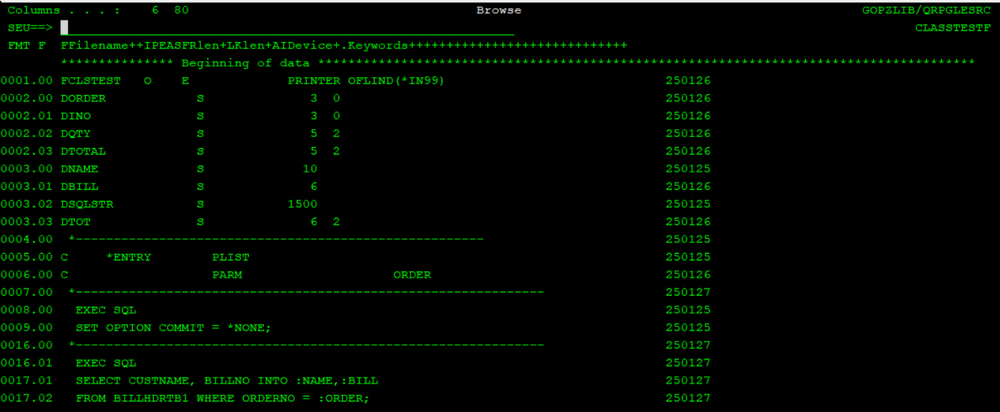 Columns . . . :    6  80                                      Browse                                             GOPZLIB/QRPGLESRC
SEU==>                                                                                                                  CLASSTESTF
FMT F  FFilename++IPEASFRlen+LKlen+AIDevice+.Keywords+++++++++++++++++++++++++++++
       *************** Beginning of data ***************************************************************************************
0001.00 FCLSTEST   O    E             PRINTER OFLIND(*IN99)                             250126
0002.00 DORDER            S              3  0                                           250126
0002.01 DINO              S              3  0                                           250126
0002.02 DQTY              S              5  2                                           250126
0002.03 DTOTAL            S              5  2                                           250126
0003.00 DNAME             S             10                                              250125
0003.01 DBILL             S              6                                              250126
0003.02 DSQLSTR           S           1500                                              250125
0003.03 DTOT              S              6  2                                           250126
0004.00  *------------------------------------------------------                        250125
0005.00 C     *ENTRY        PLIST                                                       250125
0006.00 C                   PARM                    ORDER                               250126
0007.00  *--------------------------------------------------------------                250127
0008.00   EXEC SQL                                                                      250125
0009.00   SET OPTION COMMIT = *NONE;                                                    250125
0016.00  *--------------------------------------------------------------                250127
0016.01   EXEC SQL                                                                      250127
0017.01   SELECT CUSTNAME, BILLNO INTO :NAME,:BILL                                      250127
0017.02   FROM BILLHDRTB1 WHERE ORDERNO = :ORDER;                                       250127